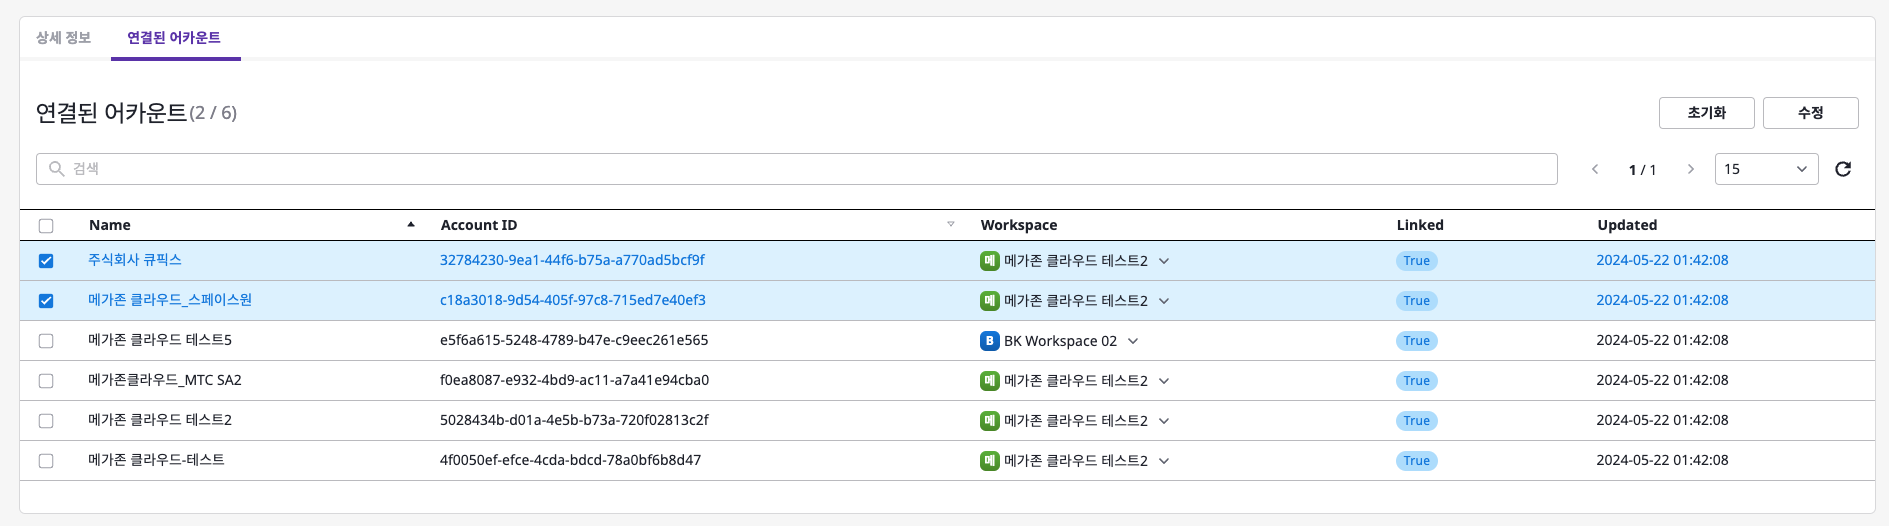 상세 정보 연결된 어카운트
연결된 어카운트(2 / 6) 초기화 수정
검색 1 / 1 15
Name Account ID Workspace Linked Updated
주식회사 큐픽스 32784230-9ea1-44f6-b75a-a770ad5bcf9f 메 메가존 클라우드 테스트2 True 2024-05-22 01:42:08
메가존 클라우드_스페이스원 c18a3018-9d54-405f-97c8-715ed7e40ef3 메 메가존 클라우드 테스트2 True 2024-05-22 01:42:08
메가존 클라우드 테스트5 e5f6a615-5248-4789-b47e-c9eec261e565 B BK Workspace 02 True 2024-05-22 01:42:08
메가존클라우드_MTC SA2 f0ea8087-e932-4bd9-ac11-a7a41e94cba0 메 메가존 클라우드 테스트2 True 2024-05-22 01:42:08
메가존 클라우드 테스트2 5028434b-d01a-4e5b-b73a-720f02813c2f 메 메가존 클라우드 테스트2 True 2024-05-22 01:42:08
메가존 클라우드-테스트 4f0050ef-efce-4cda-bdcd-78a0bf6b8d47 메 메가존 클라우드 테스트2 True 2024-05-22 01:42:08